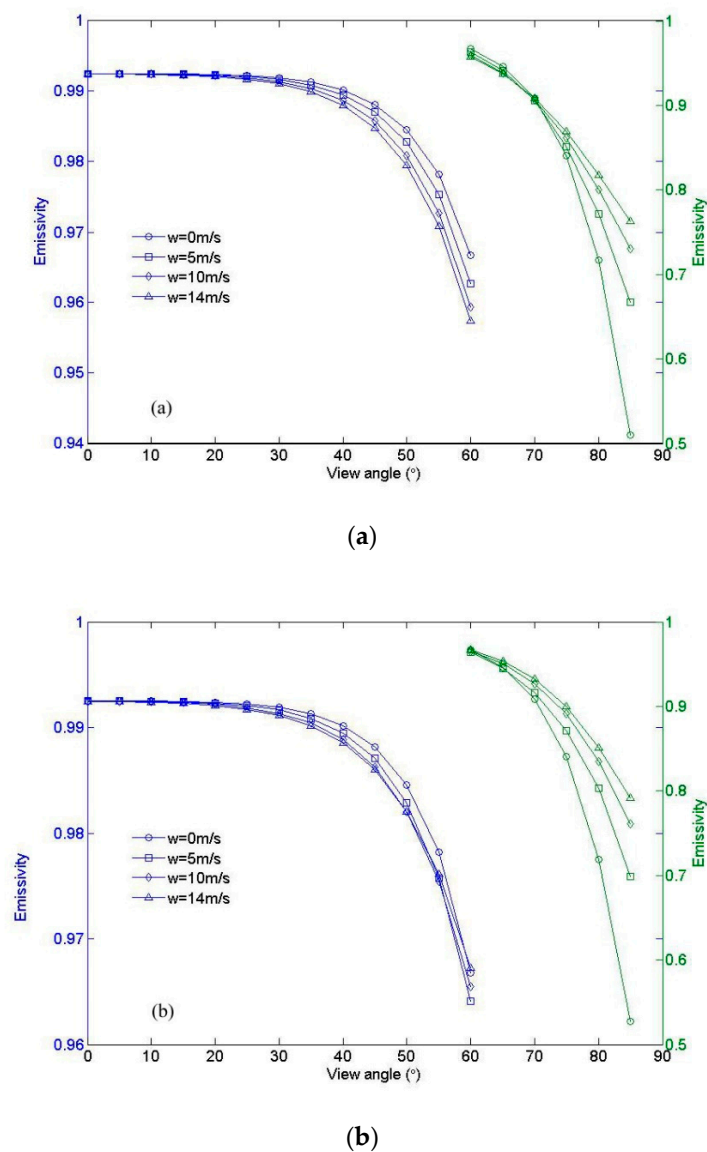 1
0.99
0.98
0.97
0.96
0.95
0.94
Emissivity
w=0m/s
w=5m/s
w=10m/s
w=14m/s
(a)
1
0.9
0.8
0.7
0.6
0.5
Emissivity
0 10 20 30 40 50 60 70 80 90
View angle (°)
(a)
1
0.99
0.98
0.97
0.96
Emissivity
w=0m/s
w=5m/s
w=10m/s
w=14m/s
(b)
1
0.9
0.8
0.7
0.6
0.5
Emissivity
0 10 20 30 40 50 60 70 80 90
View angle (°)
(b)